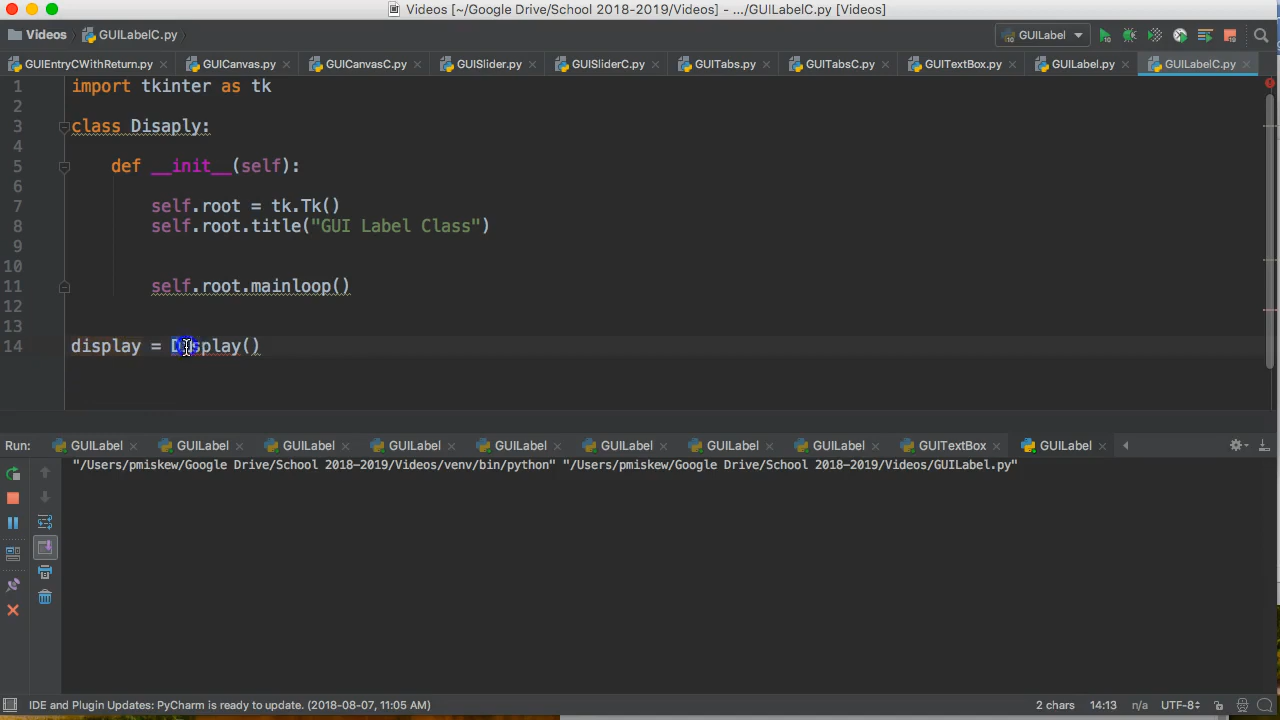 Videos [~/Google Drive/School 2018-2019/Videos] - .../GUILabelC.py [Videos]
Videos GUILabelC.py GUILabel
GUIEntryCWithReturn.py GUICanvas.py GUICanvasC.py GUISlider.py GUISliderC.py GUITabs.py GUITabsC.py GUITextBox.py GUILabel.py GUILabelC.py
1 import tkinter as tk
2
3 class Disaply:
4
5 def __init__(self):
6
7 self.root = tk.Tk()
8 self.root.title("GUI Label Class")
9
10
11 self.root.mainloop()
12
13
14 display = Display()
Run: GUILabel GUILabel GUILabel GUILabel GUILabel GUILabel GUILabel GUILabel GUITextBox GUILabel
"/Users/pmiskew/Google Drive/School 2018-2019/Videos/venv/bin/python" "/Users/pmiskew/Google Drive/School 2018-2019/Videos/GUILabel.py"
IDE and Plugin Updates: PyCharm is ready to update. (2018-08-07, 11:05 AM) 2 chars 14:13 n/a UTF-8